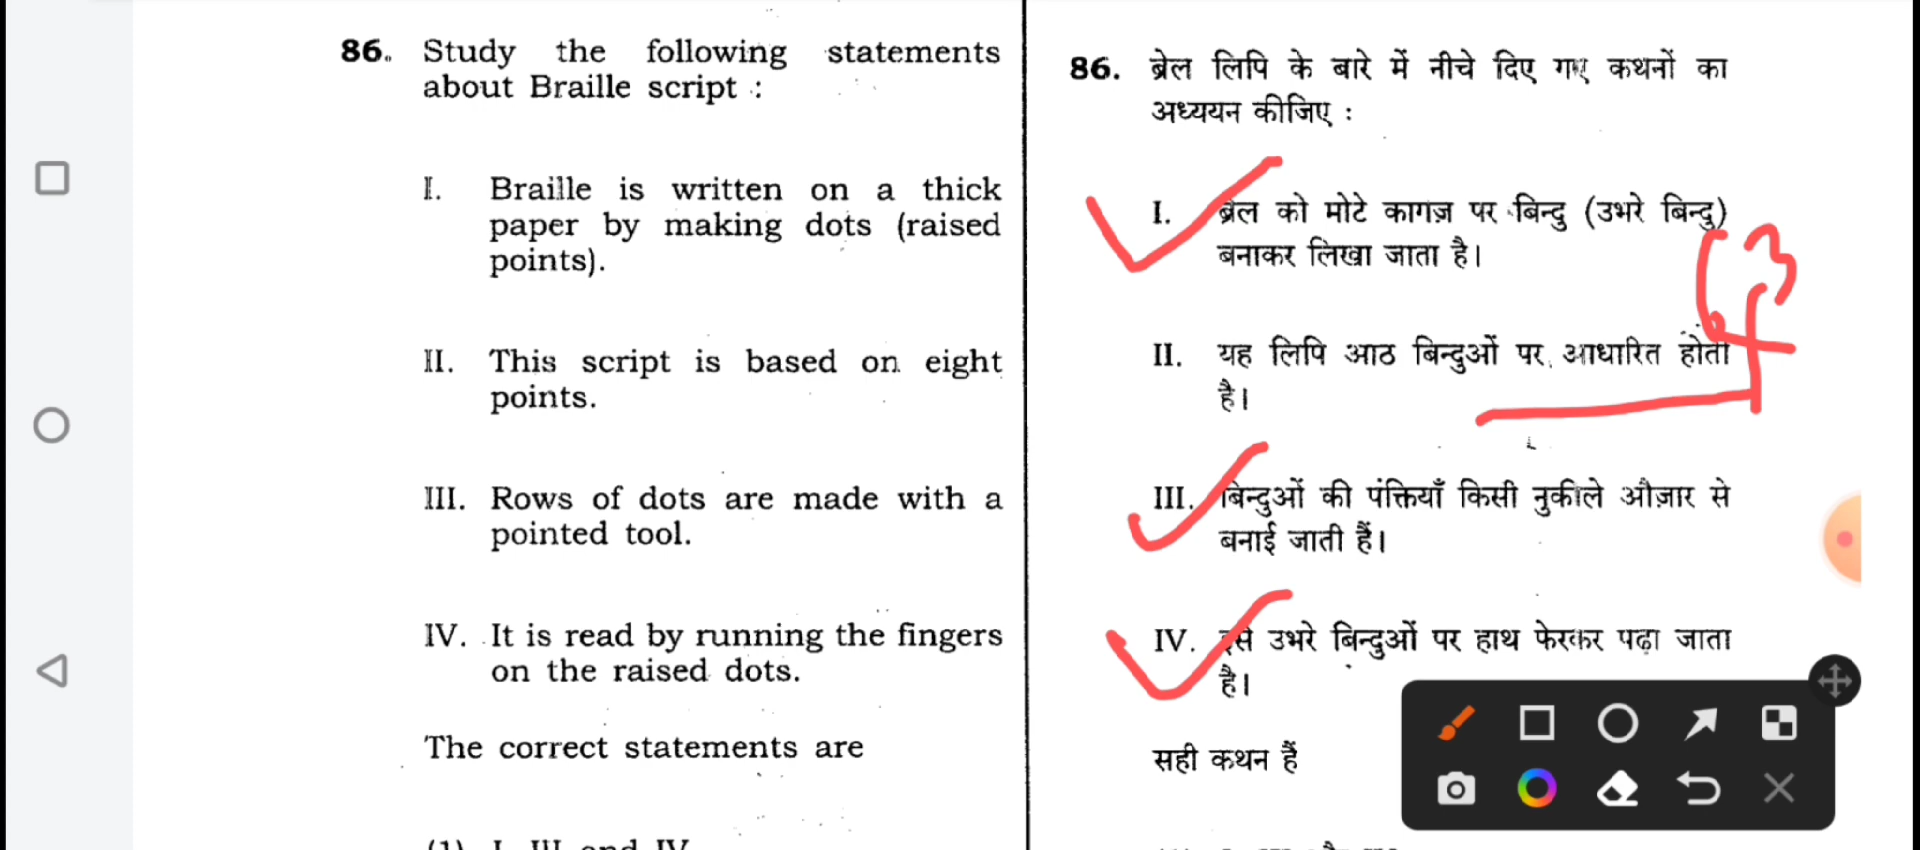 86. Study the following statements
about Braille script :
I. Braille is written on a thick
paper by making dots (raised
points).
II. This script is based on eight
points.
III. Rows of dots are made with a
pointed tool.
IV. It is read by running the fingers
on the raised dots.
The correct statements are
(1) I, III and IV
86. ब्रेल लिपि के बारे में नीचे दिए गए कथनों का
अध्ययन कीजिए :
I. ब्रेल को मोटे कागज़ पर बिन्दु (उभरे बिन्दु)
बनाकर लिखा जाता है।
II. यह लिपि आठ बिन्दुओं पर आधारित होती
है।
III. बिन्दुओं की पंक्तियाँ किसी नुकीले औज़ार से
बनाई जाती हैं।
IV. इसे उभरे बिन्दुओं पर हाथ फेरकर पढ़ा जाता
है।
सही कथन हैं